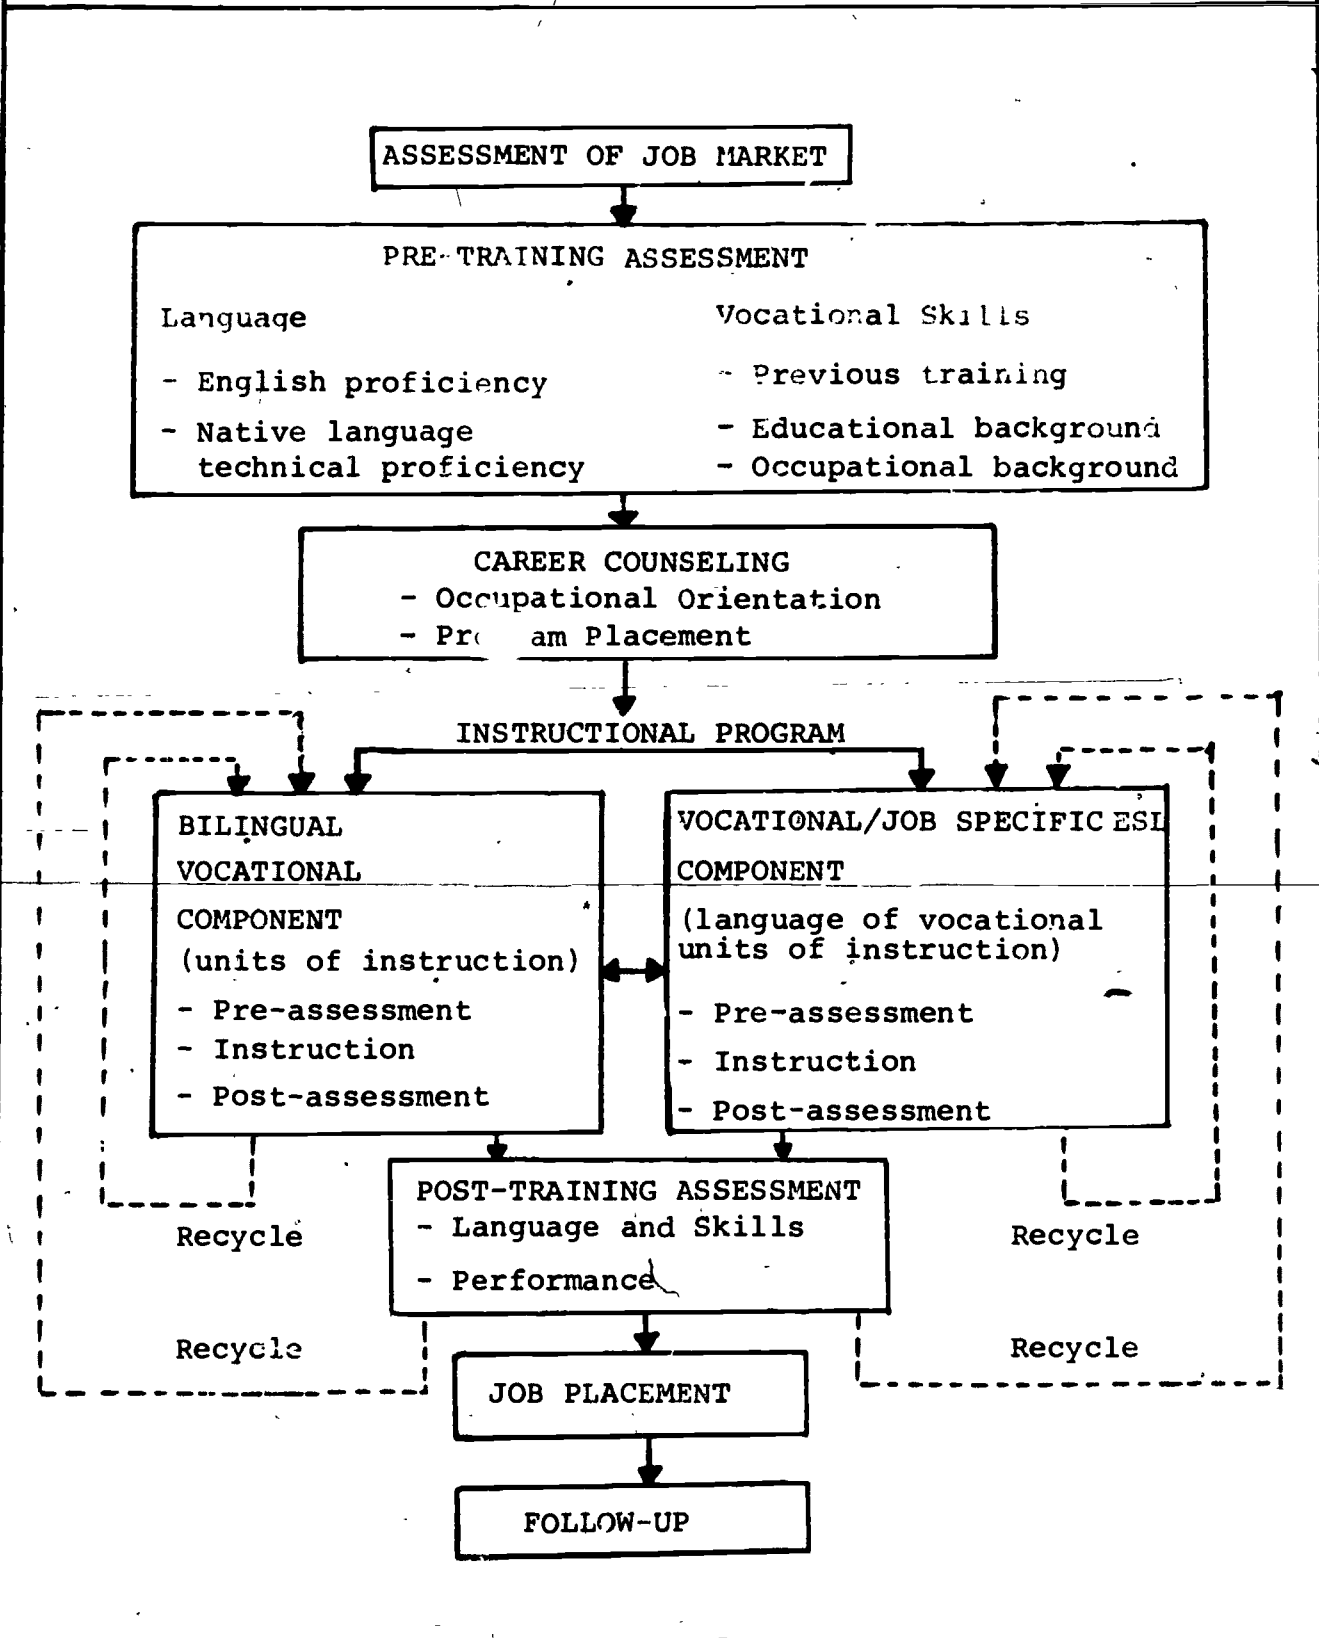 ASSESSMENT OF JOB MARKET
PRE-TRAINING ASSESSMENT
Language
- English proficiency
- Native language
technical proficiency
Vocational Skills
- Previous training
- Educational background
- Occupational background
CAREER COUNSELING
- Occupational Orientation
- Program Placement
INSTRUCTIONAL PROGRAM
BILINGUAL
VOCATIONAL
COMPONENT
(units of instruction)
- Pre-assessment
- Instruction
- Post-assessment
VOCATIONAL/JOB SPECIFIC ESL
COMPONENT
(language of vocational
units of instruction)
- Pre-assessment
- Instruction
- Post-assessment
POST-TRAINING ASSESSMENT
- Language and Skills
- Performance
Recycle
Recycle
Recycle
Recycle
JOB PLACEMENT
FOLLOW-UP